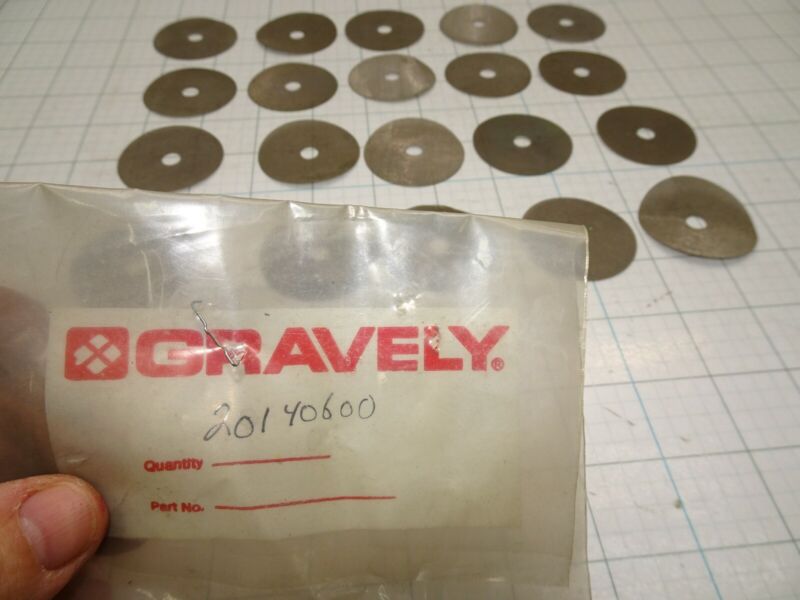 GRAVELY®
20140600
Quantity
Part No.